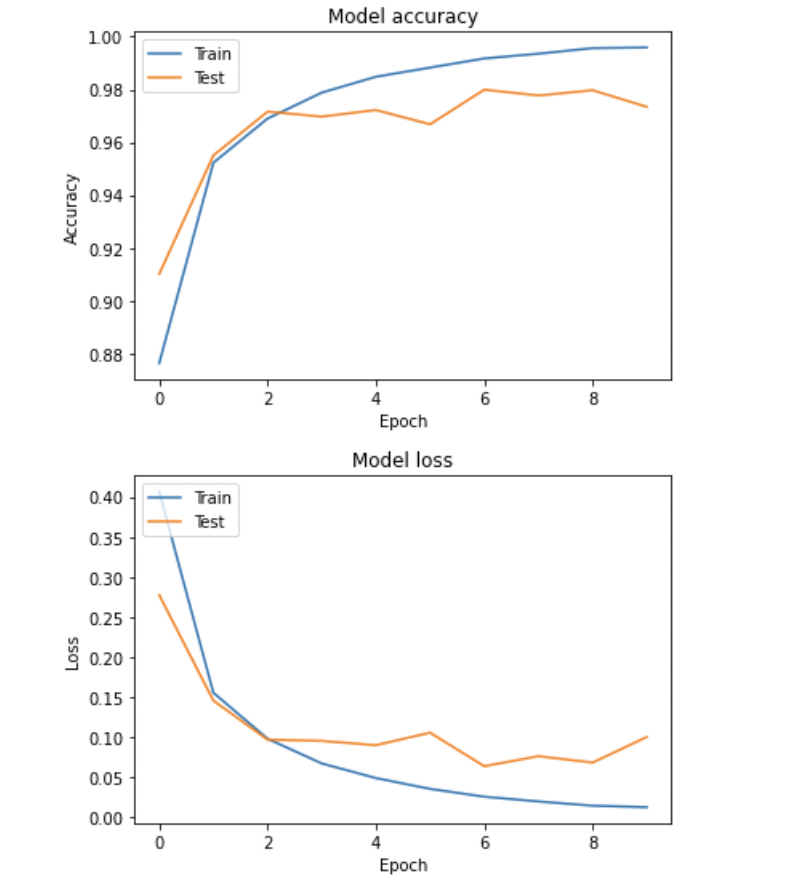 Model accuracy
1.00
Train
Test
0.98
0.96
0.94
0.92
0.90
0.88
Accuracy
0
2
4
6
8
Epoch
Model loss
0.40
Train
Test
0.35
0.30
0.25
0.20
0.15
0.10
0.05
0.00
Loss
0
2
4
6
8
Epoch